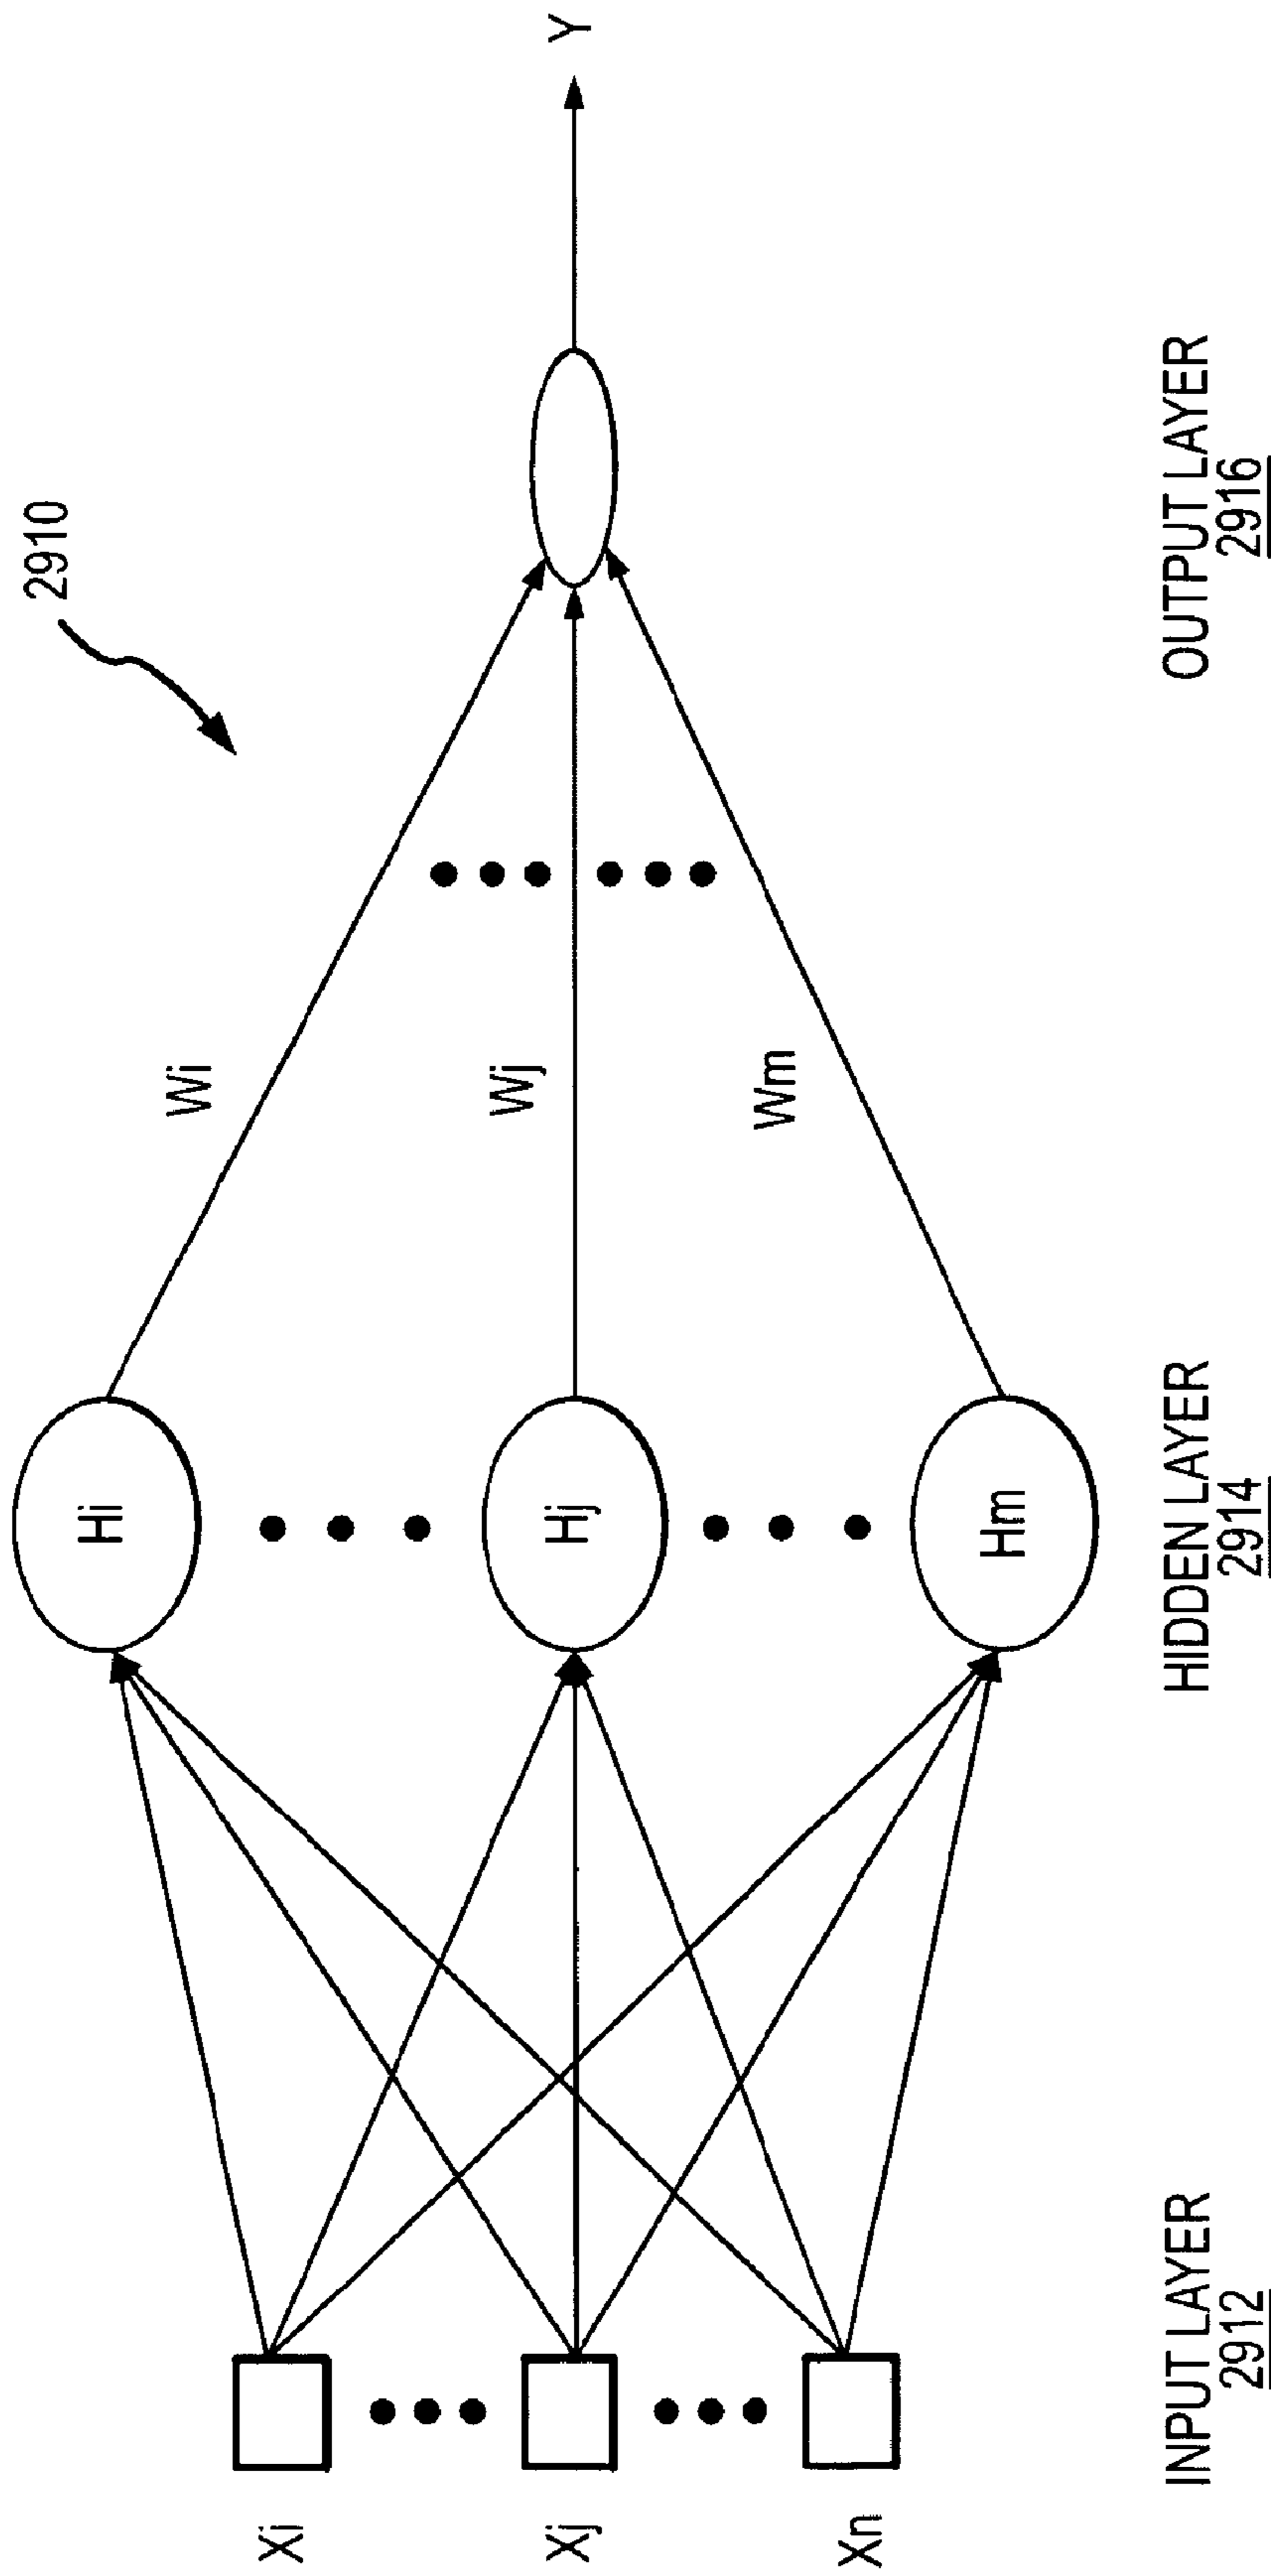 2910
Y
Wi
Wj
Wm
Hi
Hj
Hm
Xi
Xj
Xn
INPUT LAYER
2912
HIDDEN LAYER
2914
OUTPUT LAYER
2916